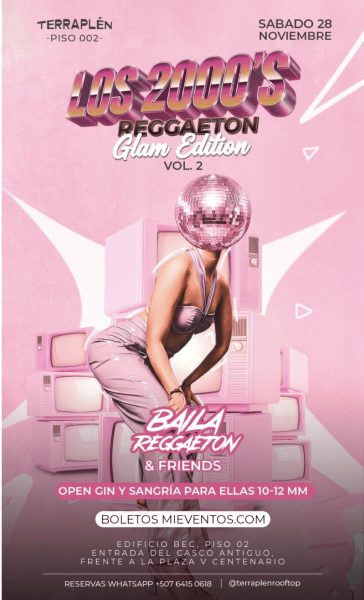 TERRAPLÉN
-PISO 002-
SABADO 28
NOVIEMBRE
LOS 2000'S
REGGAETON
Glam Edition
VOL. 2
BAILA
REGGAETON
& FRIENDS
OPEN GIN Y SANGRÍA PARA ELLAS 10-12 MM
BOLETOS MIEVENTOS.COM
EDIFICIO BEC, PISO 02
ENTRADA DEL CASCO ANTIGUO,
FRENTE A LA PLAZA V CENTENARIO
RESERVAS WHATSAPP +507 6415 0618 | @terraplenrooftop